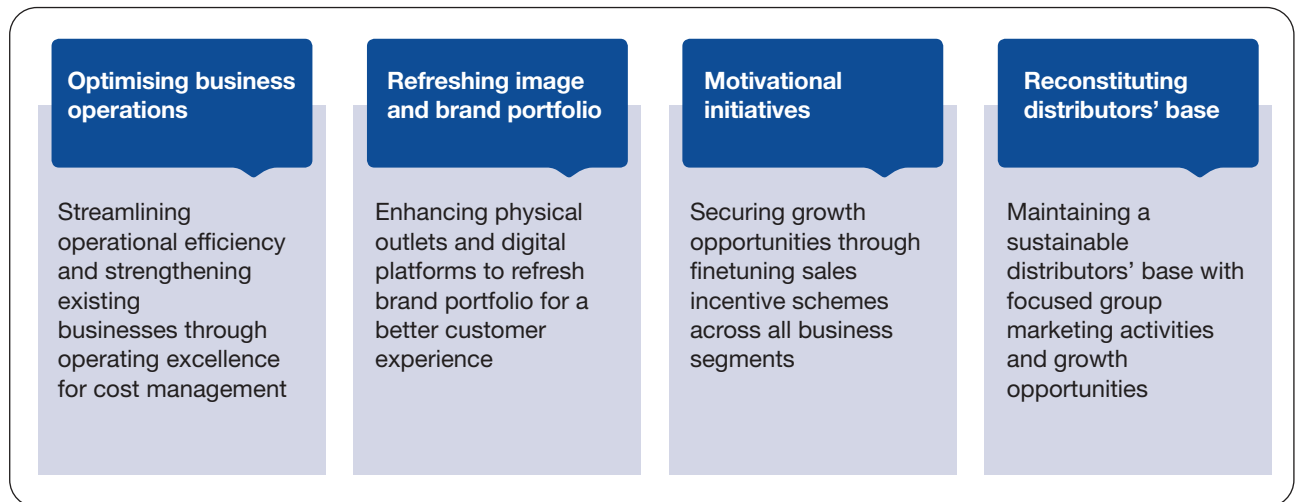 Optimising business
operations
Streamlining
operational efficiency
and strengthening
existing
businesses through
operating excellence
for cost management
Refreshing image
and brand portfolio
Enhancing physical
outlets and digital
platforms to refresh
brand portfolio for a
better customer
experience
Motivational
initiatives
Securing growth
opportunities through
finetuning sales
incentive schemes
across all business
segments
Reconstituting
distributors’ base
Maintaining a
sustainable
distributors’ base with
focused group
marketing activities
and growth
opportunities